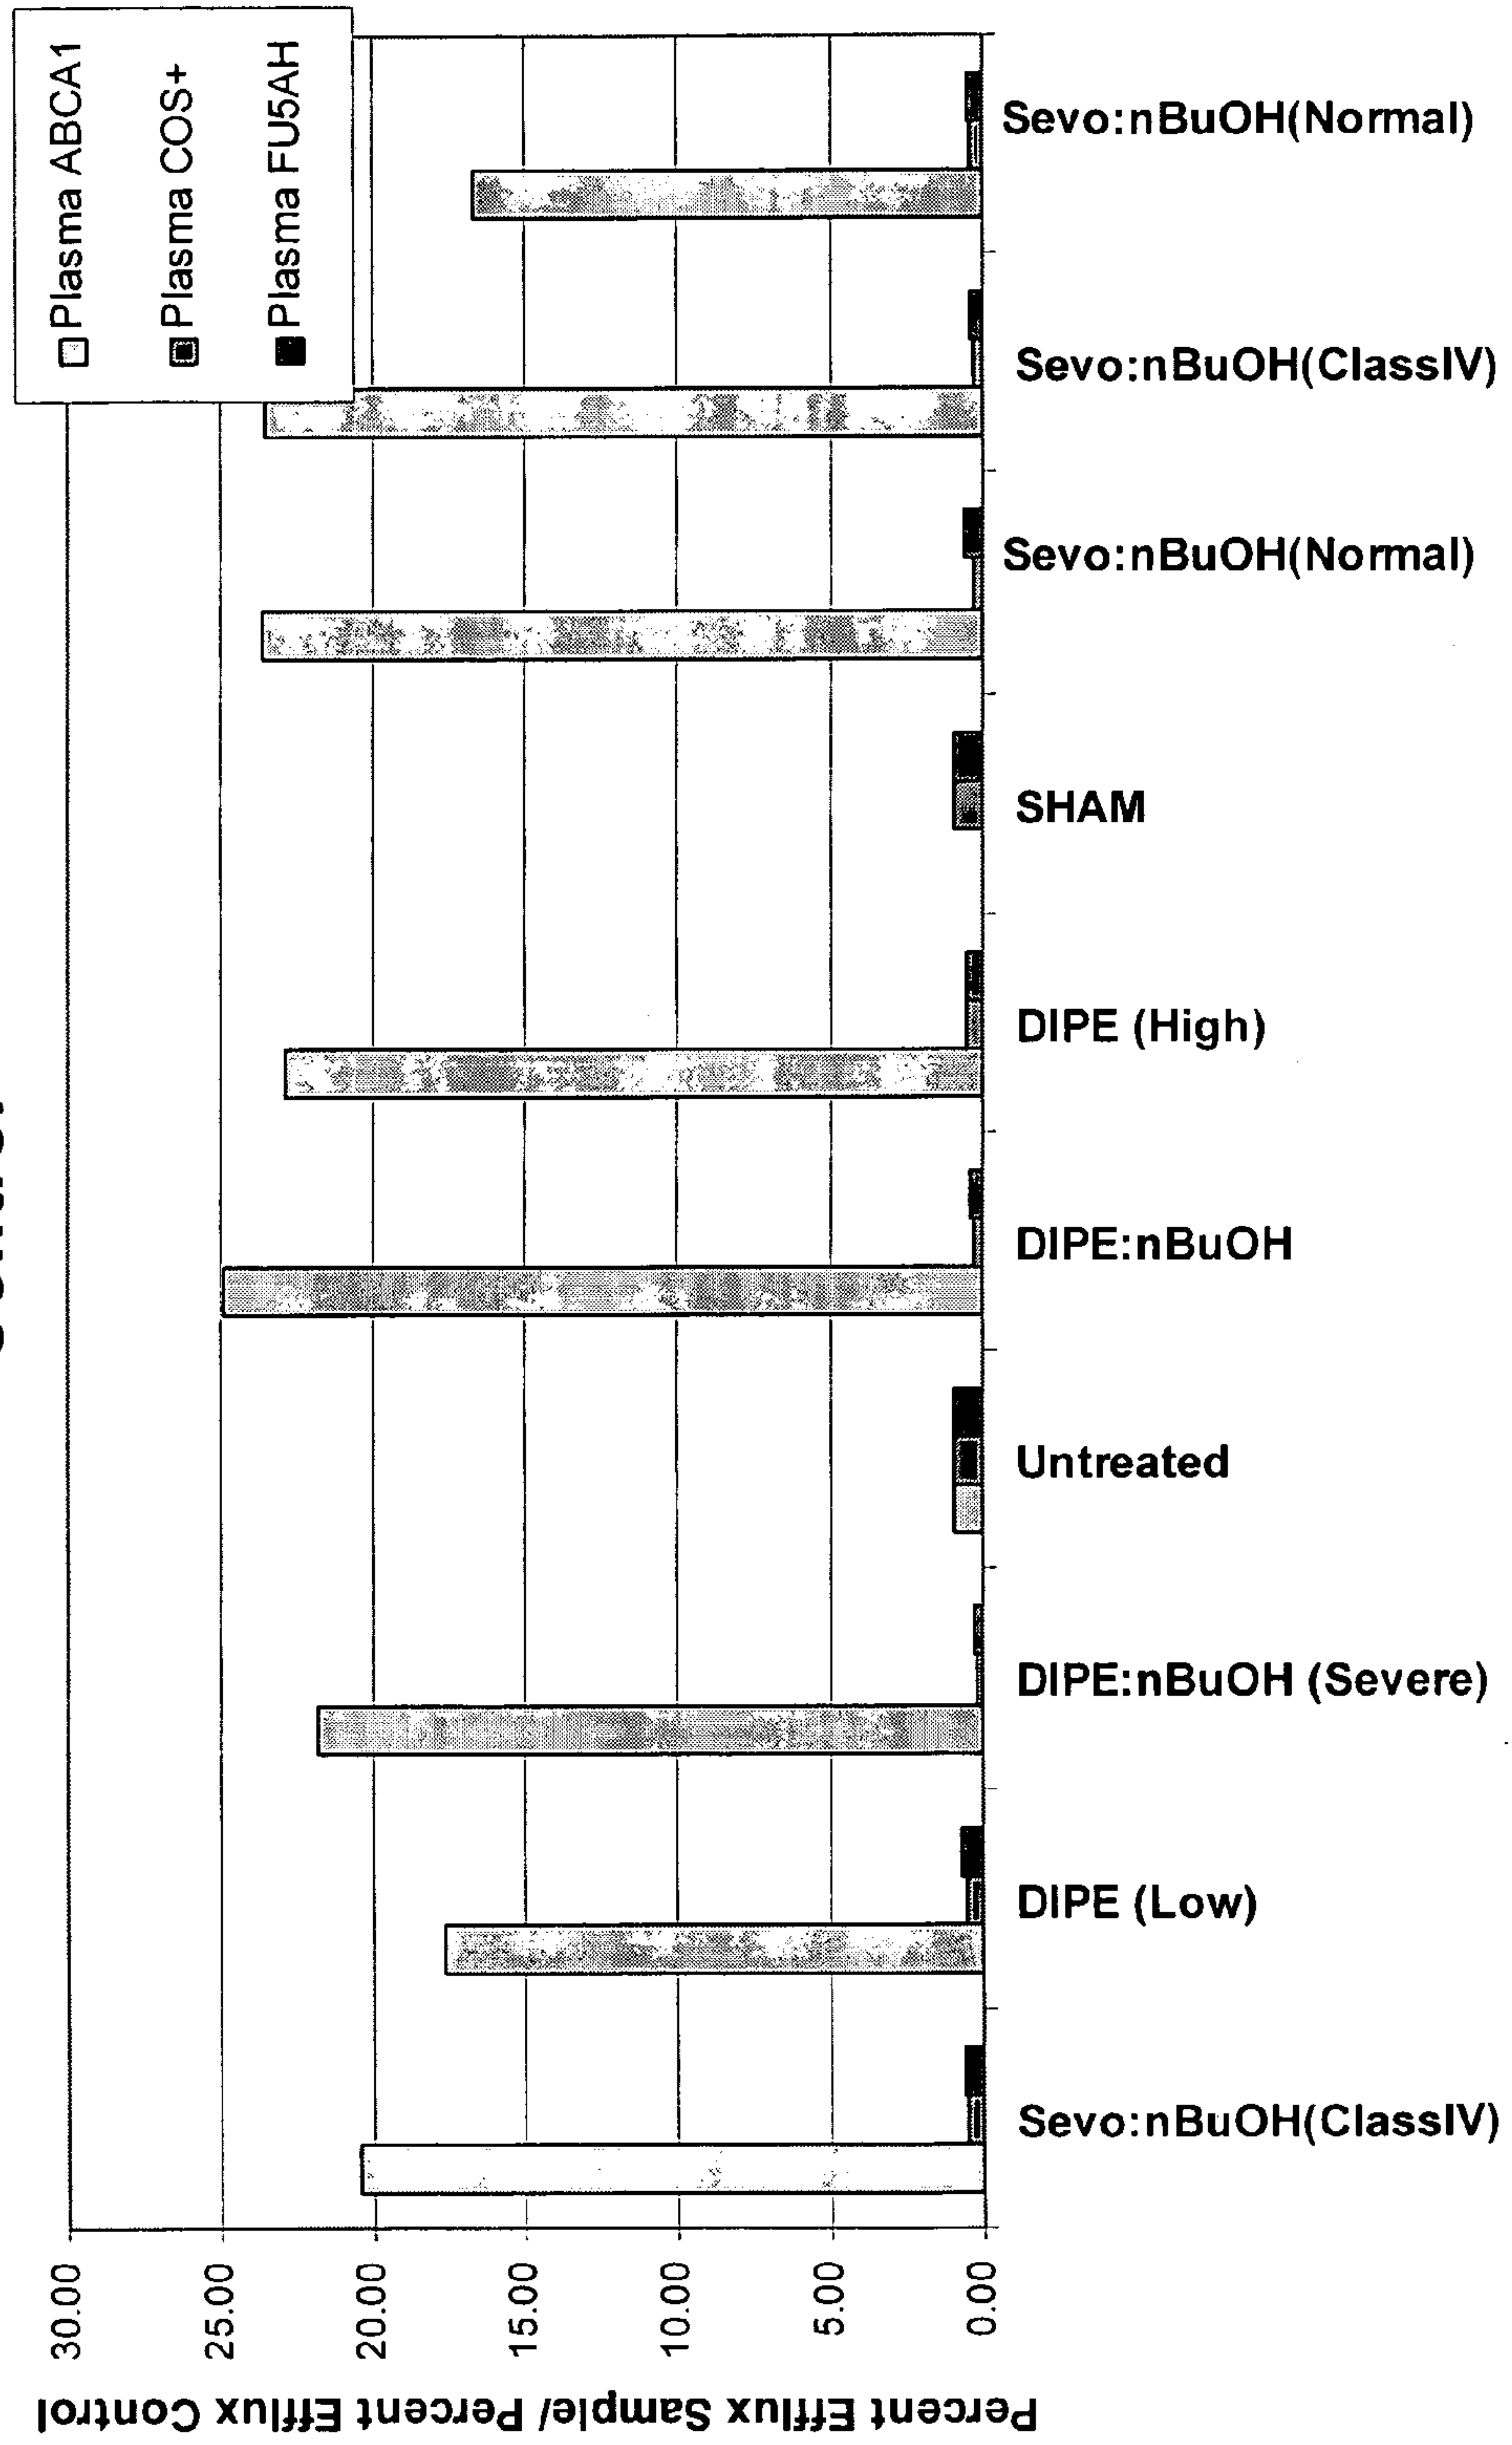 Plasma ABCA1
Plasma COS+
Plasma FU5AH
Percent Efflux Sample/ Percent Efflux Control
30.00
25.00
20.00
15.00
10.00
5.00
0.00
Sevo:nBuOH(ClassIV)
DIPE (Low)
DIPE:nBuOH (Severe)
Untreated
DIPE:nBuOH
DIPE (High)
SHAM
Sevo:nBuOH(Normal)
Sevo:nBuOH(ClassIV)
Sevo:nBuOH(Normal)